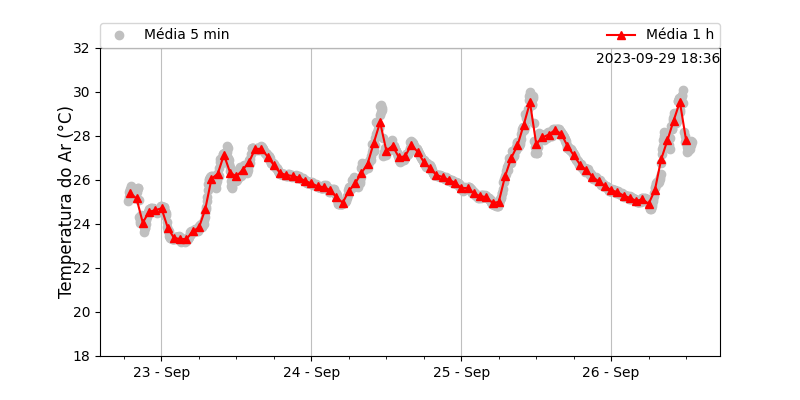 Média 5 min
Média 1 h
2023-09-29 18:36
Temperatura do Ar (°C)
32
30
28
26
24
22
20
18
23 - Sep
24 - Sep
25 - Sep
26 - Sep